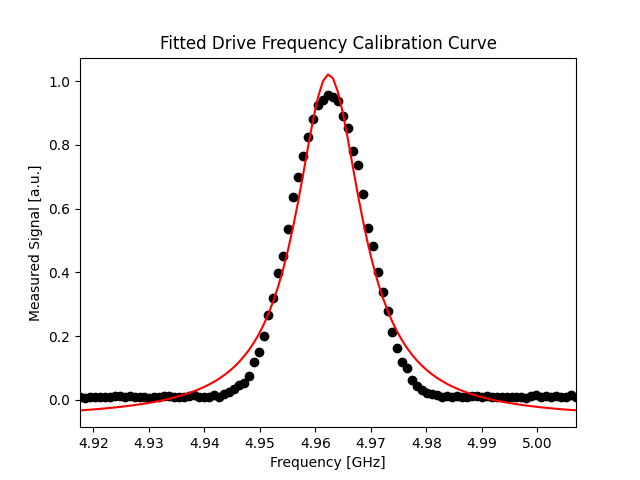 Fitted Drive Frequency Calibration Curve
1.0
0.8
0.6
0.4
0.2
0.0
Measured Signal [a.u.]
4.92 4.93 4.94 4.95 4.96 4.97 4.98 4.99 5.00
Frequency [GHz]